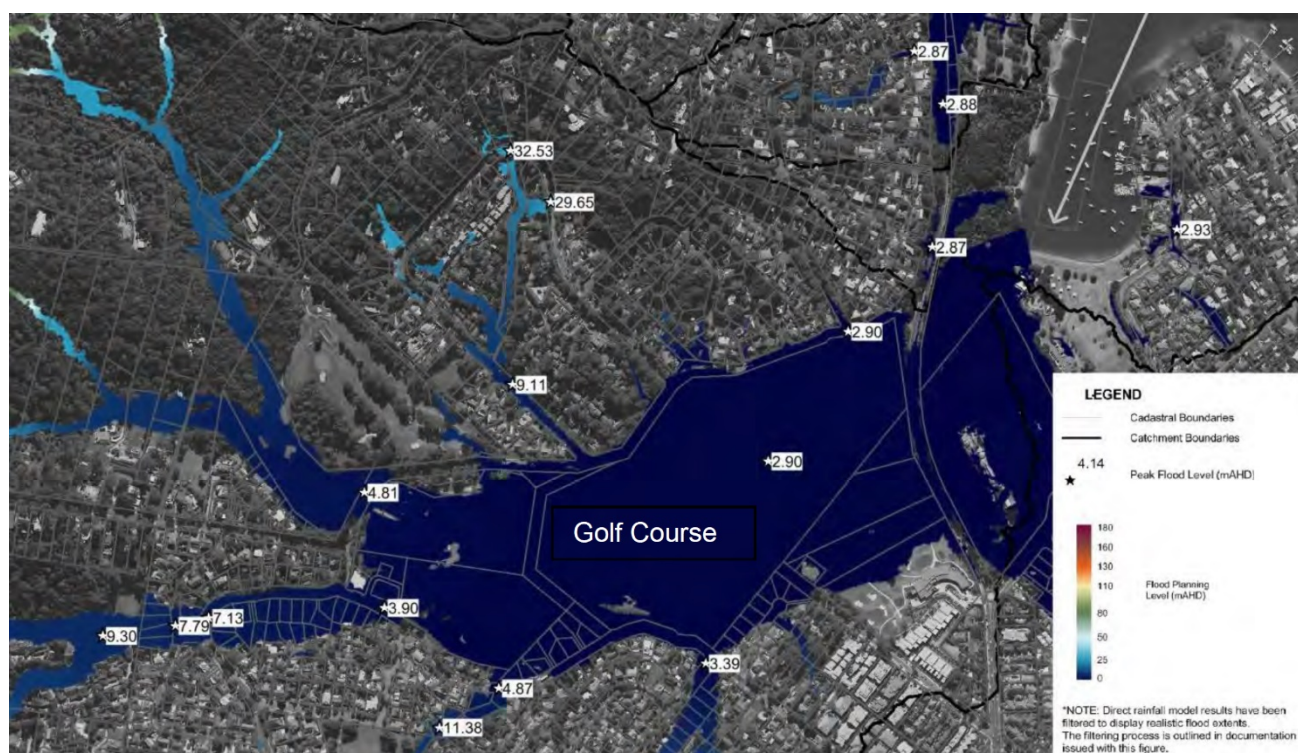 2.87
2.88
32.53
29.65
2.93
2.87
2.90
9.11
2.90
4.81
Golf Course
3.90
7.13
7.79
9.30
3.39
4.87
11.38
LEGEND
Cadastral Boundaries
Catchment Boundaries
4.14
Peak Flood Level (mAHD)
180
160
130
110
80
50
25
0
Flood Planning
Level (mAHD)
*NOTE: Direct rainfall model results have been
filtered to display realistic flood extents.
The filtering process is outlined in documentation
issued with this figure.